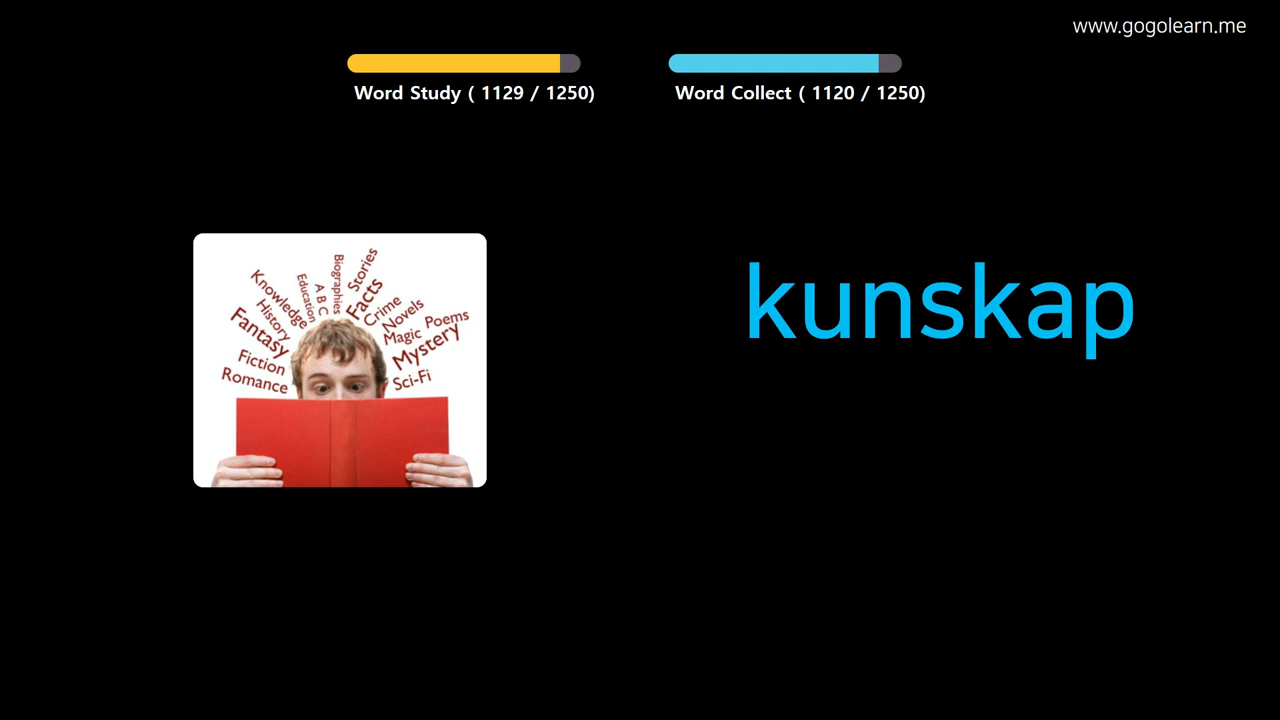 www.gogolearn.me
Word Study ( 1129 / 1250)
Word Collect ( 1120 / 1250)
kunskap
Knowledge
History
Fantasy
Fiction
Romance
Education
A B C
Biographies
Stories
Facts
Crime
Novels
Magic
Poems
Mystery
Sci-Fi